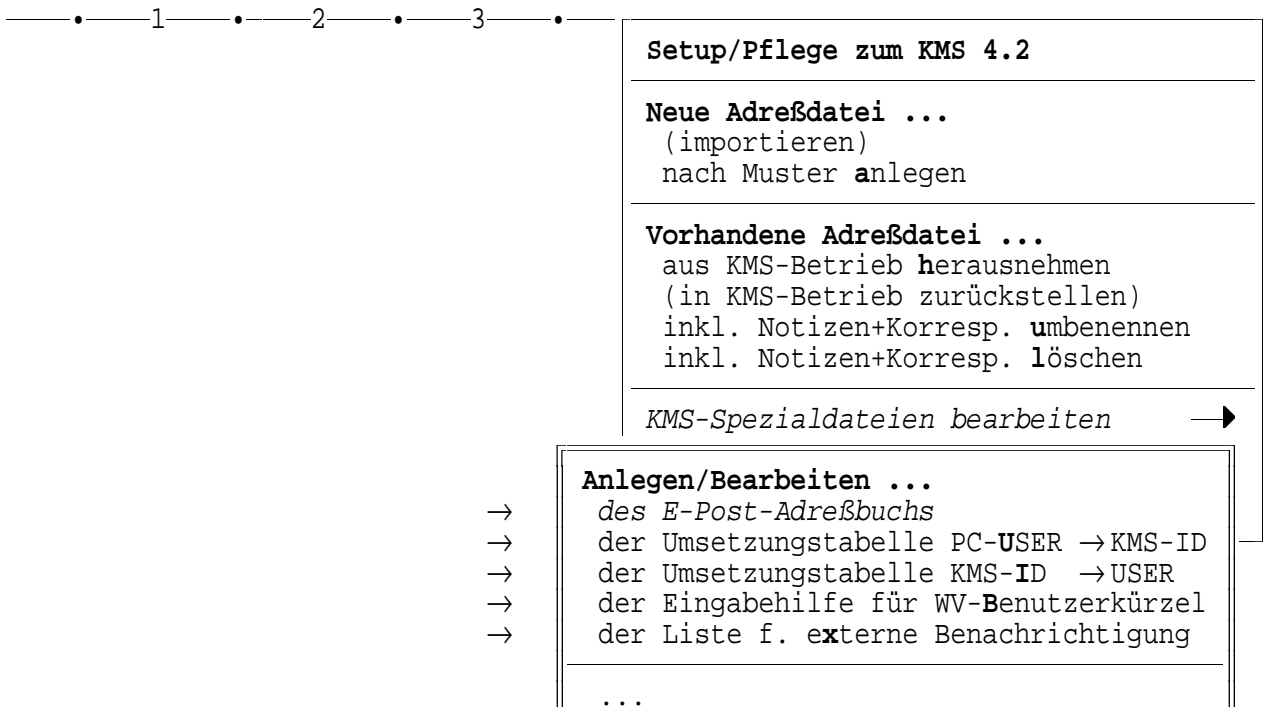 1 • 2 • 3 •
Setup/Pflege zum KMS 4.2
Neue Adreßdatei ...
(importieren)
nach Muster anlegen
Vorhandene Adreßdatei ...
aus KMS-Betrieb herausnehmen
(in KMS-Betrieb zurückstellen)
inkl. Notizen+Korresp. umbenennen
inkl. Notizen+Korresp. löschen
KMS-Spezialdateien bearbeiten →
Anlegen/Bearbeiten ...
→ des E-Post-Adreßbuchs
→ der Umsetzungstabelle PC-USER →KMS-ID
→ der Umsetzungstabelle KMS-ID →USER
→ der Eingabehilfe für WV-Benutzerkürzel
→ der Liste f. externe Benachrichtigung
...